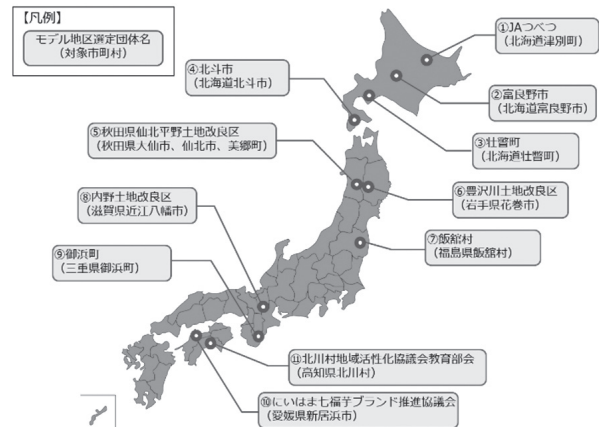 【凡例】
モデル地区選定団体名
(対象市町村)
①JAつべつ
(北海道津別町)
②富良野市
(北海道富良野市)
③壮瞥町
(北海道壮瞥町)
④北斗市
(北海道北斗市)
⑤秋田県仙北平野土地改良区
(秋田県大仙市、仙北市、美郷町)
⑥豊沢川土地改良区
(岩手県花巻市)
⑦飯舘村
(福島県飯舘村)
⑧内野土地改良区
(滋賀県近江八幡市)
⑨御浜町
(三重県御浜町)
⑪北川村地域活性化協議会教育部会
(高知県北川村)
⑩にいはま七福芋ブランド推進協議会
(愛媛県新居浜市)